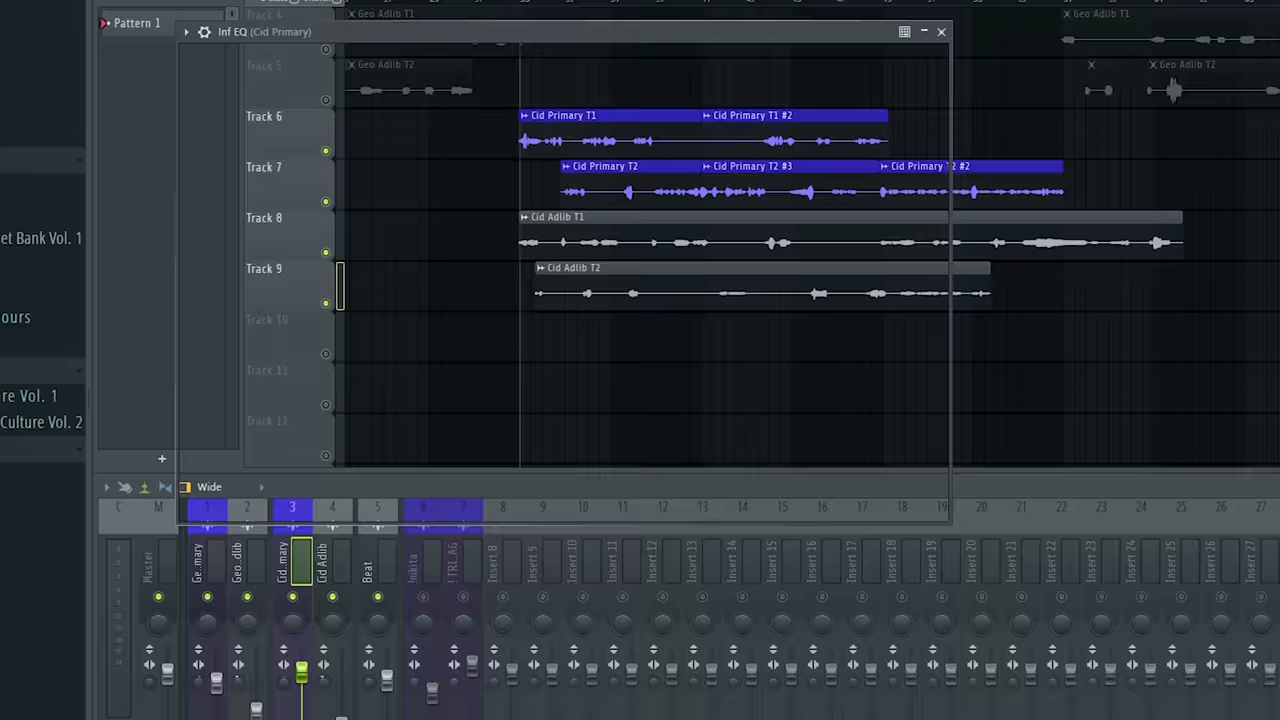 Track 4
Geo Adlib T1
Geo Adlib T1
Pattern 1
Inf EQ (Cid Primary)
Track 5
Geo Adlib T2
Geo Adlib T2
Track 6
Cid Primary T1
Cid Primary T1 #2
Track 7
Cid Primary T2
Cid Primary T2 #3
Cid Primary T2 #2
Track 8
Cid Adlib T1
Track 9
Cid Adlib T2
Track 10
Track 11
Track 12
et Bank Vol. 1
ours
re Vol. 1
Culture Vol. 2
+
Wide
C M 1 2 3 4 5 6 7 8 9 10 11 12 13 14 15 16 17 18 19 20 21 22 23 24 25 26 27
Master
Ge..mary
Geo..dlib
Cid..mary
Cid Adlib
Beat
Insert 8
Insert 9
Insert 10
Insert 11
Insert 12
Insert 13
Insert 14
Insert 15
Insert 16
Insert 17
Insert 18
Insert 19
Insert 20
Insert 21
Insert 22
Insert 23
Insert 24
Insert 25
Insert 26
Insert 27